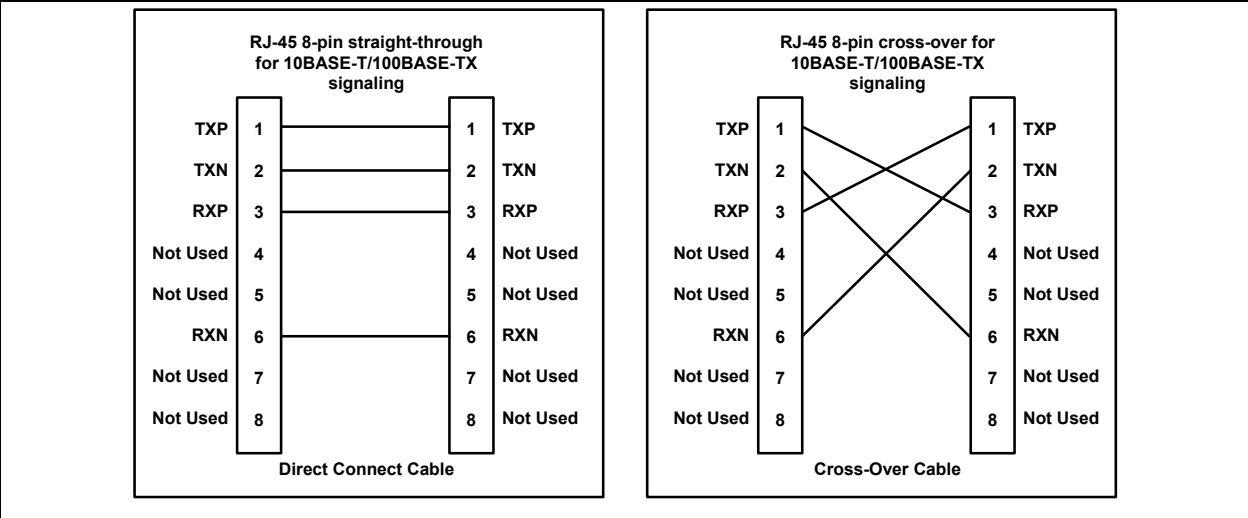 RJ-45 8-pin straight-through
for 10BASE-T/100BASE-TX
signaling
TXP 1 1 TXP
TXN 2 2 TXN
RXP 3 3 RXP
Not Used 4 4 Not Used
Not Used 5 5 Not Used
RXN 6 6 RXN
Not Used 7 7 Not Used
Not Used 8 8 Not Used
Direct Connect Cable
RJ-45 8-pin cross-over for
10BASE-T/100BASE-TX
signaling
TXP 1 1 TXP
TXN 2 2 TXN
RXP 3 3 RXP
Not Used 4 4 Not Used
Not Used 5 5 Not Used
RXN 6 6 RXN
Not Used 7 7 Not Used
Not Used 8 8 Not Used
Cross-Over Cable